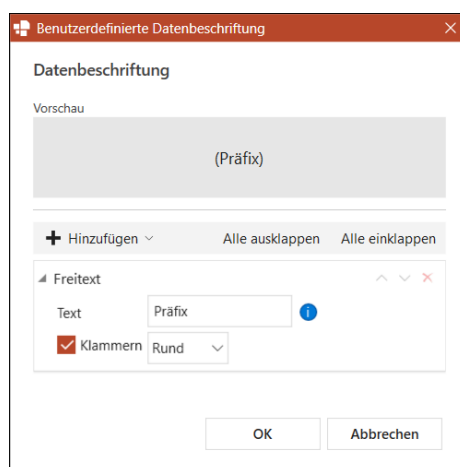 Benutzerdefinierte Datenbeschriftung
Datenbeschriftung
Vorschau
(Präfix)
Hinzufügen Alle ausklappen Alle einklappen
Freitext
Text Präfix
Klammern Rund
OK Abbrechen